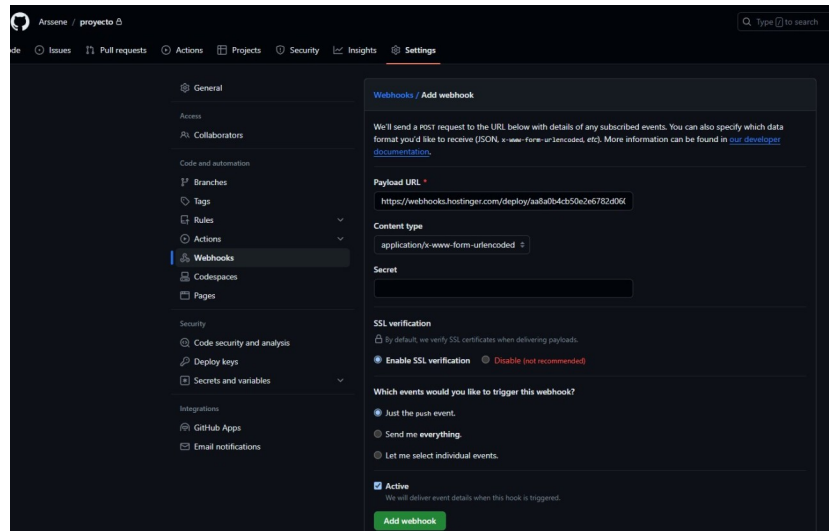 Arssene / proyecto
Type / to search
de Issues Pull requests Actions Projects Security Insights Settings
General
Access
Collaborators
Code and automation
Branches
Tags
Rules
Actions
Webhooks
Codespaces
Pages
Security
Code security and analysis
Deploy keys
Secrets and variables
Integrations
GitHub Apps
Email notifications
Webhooks / Add webhook
We'll send a POST request to the URL below with details of any subscribed events. You can also specify which data
format you'd like to receive (JSON, x-www-form-urlencoded, etc). More information can be found in our developer
documentation.
Payload URL *
https://webhooks.hostinger.com/deploy/aa8a0b4cb50e2e6782d060
Content type
application/x-www-form-urlencoded
Secret
SSL verification
By default, we verify SSL certificates when delivering payloads.
Enable SSL verification Disable (not recommended)
Which events would you like to trigger this webhook?
Just the push event.
Send me everything.
Let me select individual events.
Active
We will deliver event details when this hook is triggered.
Add webhook